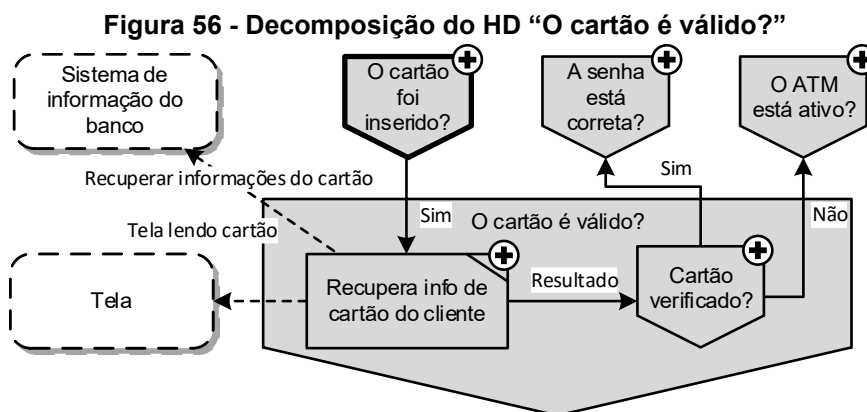 Figura 56 - Decomposição do HD “O cartão é válido?”
Sistema de
informação do
banco
O cartão
foi
inserido?
A senha
está
correta?
O ATM
está ativo?
Recuperar informações do cartão
Sim
Sim
Não
Tela lendo cartão
O cartão é válido?
Tela
Recupera info de
cartão do cliente
Resultado
Cartão
verificado?